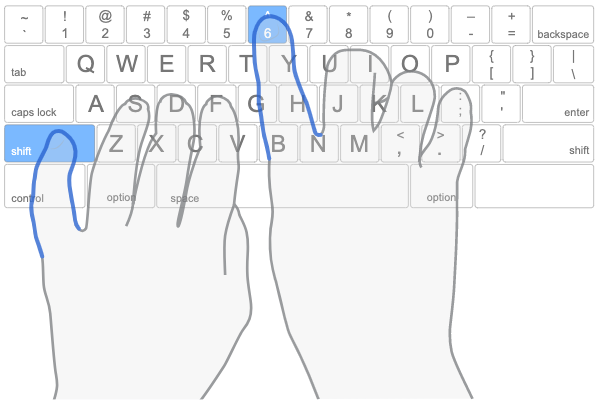 ~ ! @ # $ % ^ & * ( ) _ +
` 1 2 3 4 5 6 7 8 9 0 - = backspace
tab Q W E R T Y U I O P { } |
[ ] \
caps lock A S D F G H J K L : " enter
; '
shift Z X C V B N M < > ? shift
, . /
control option space option